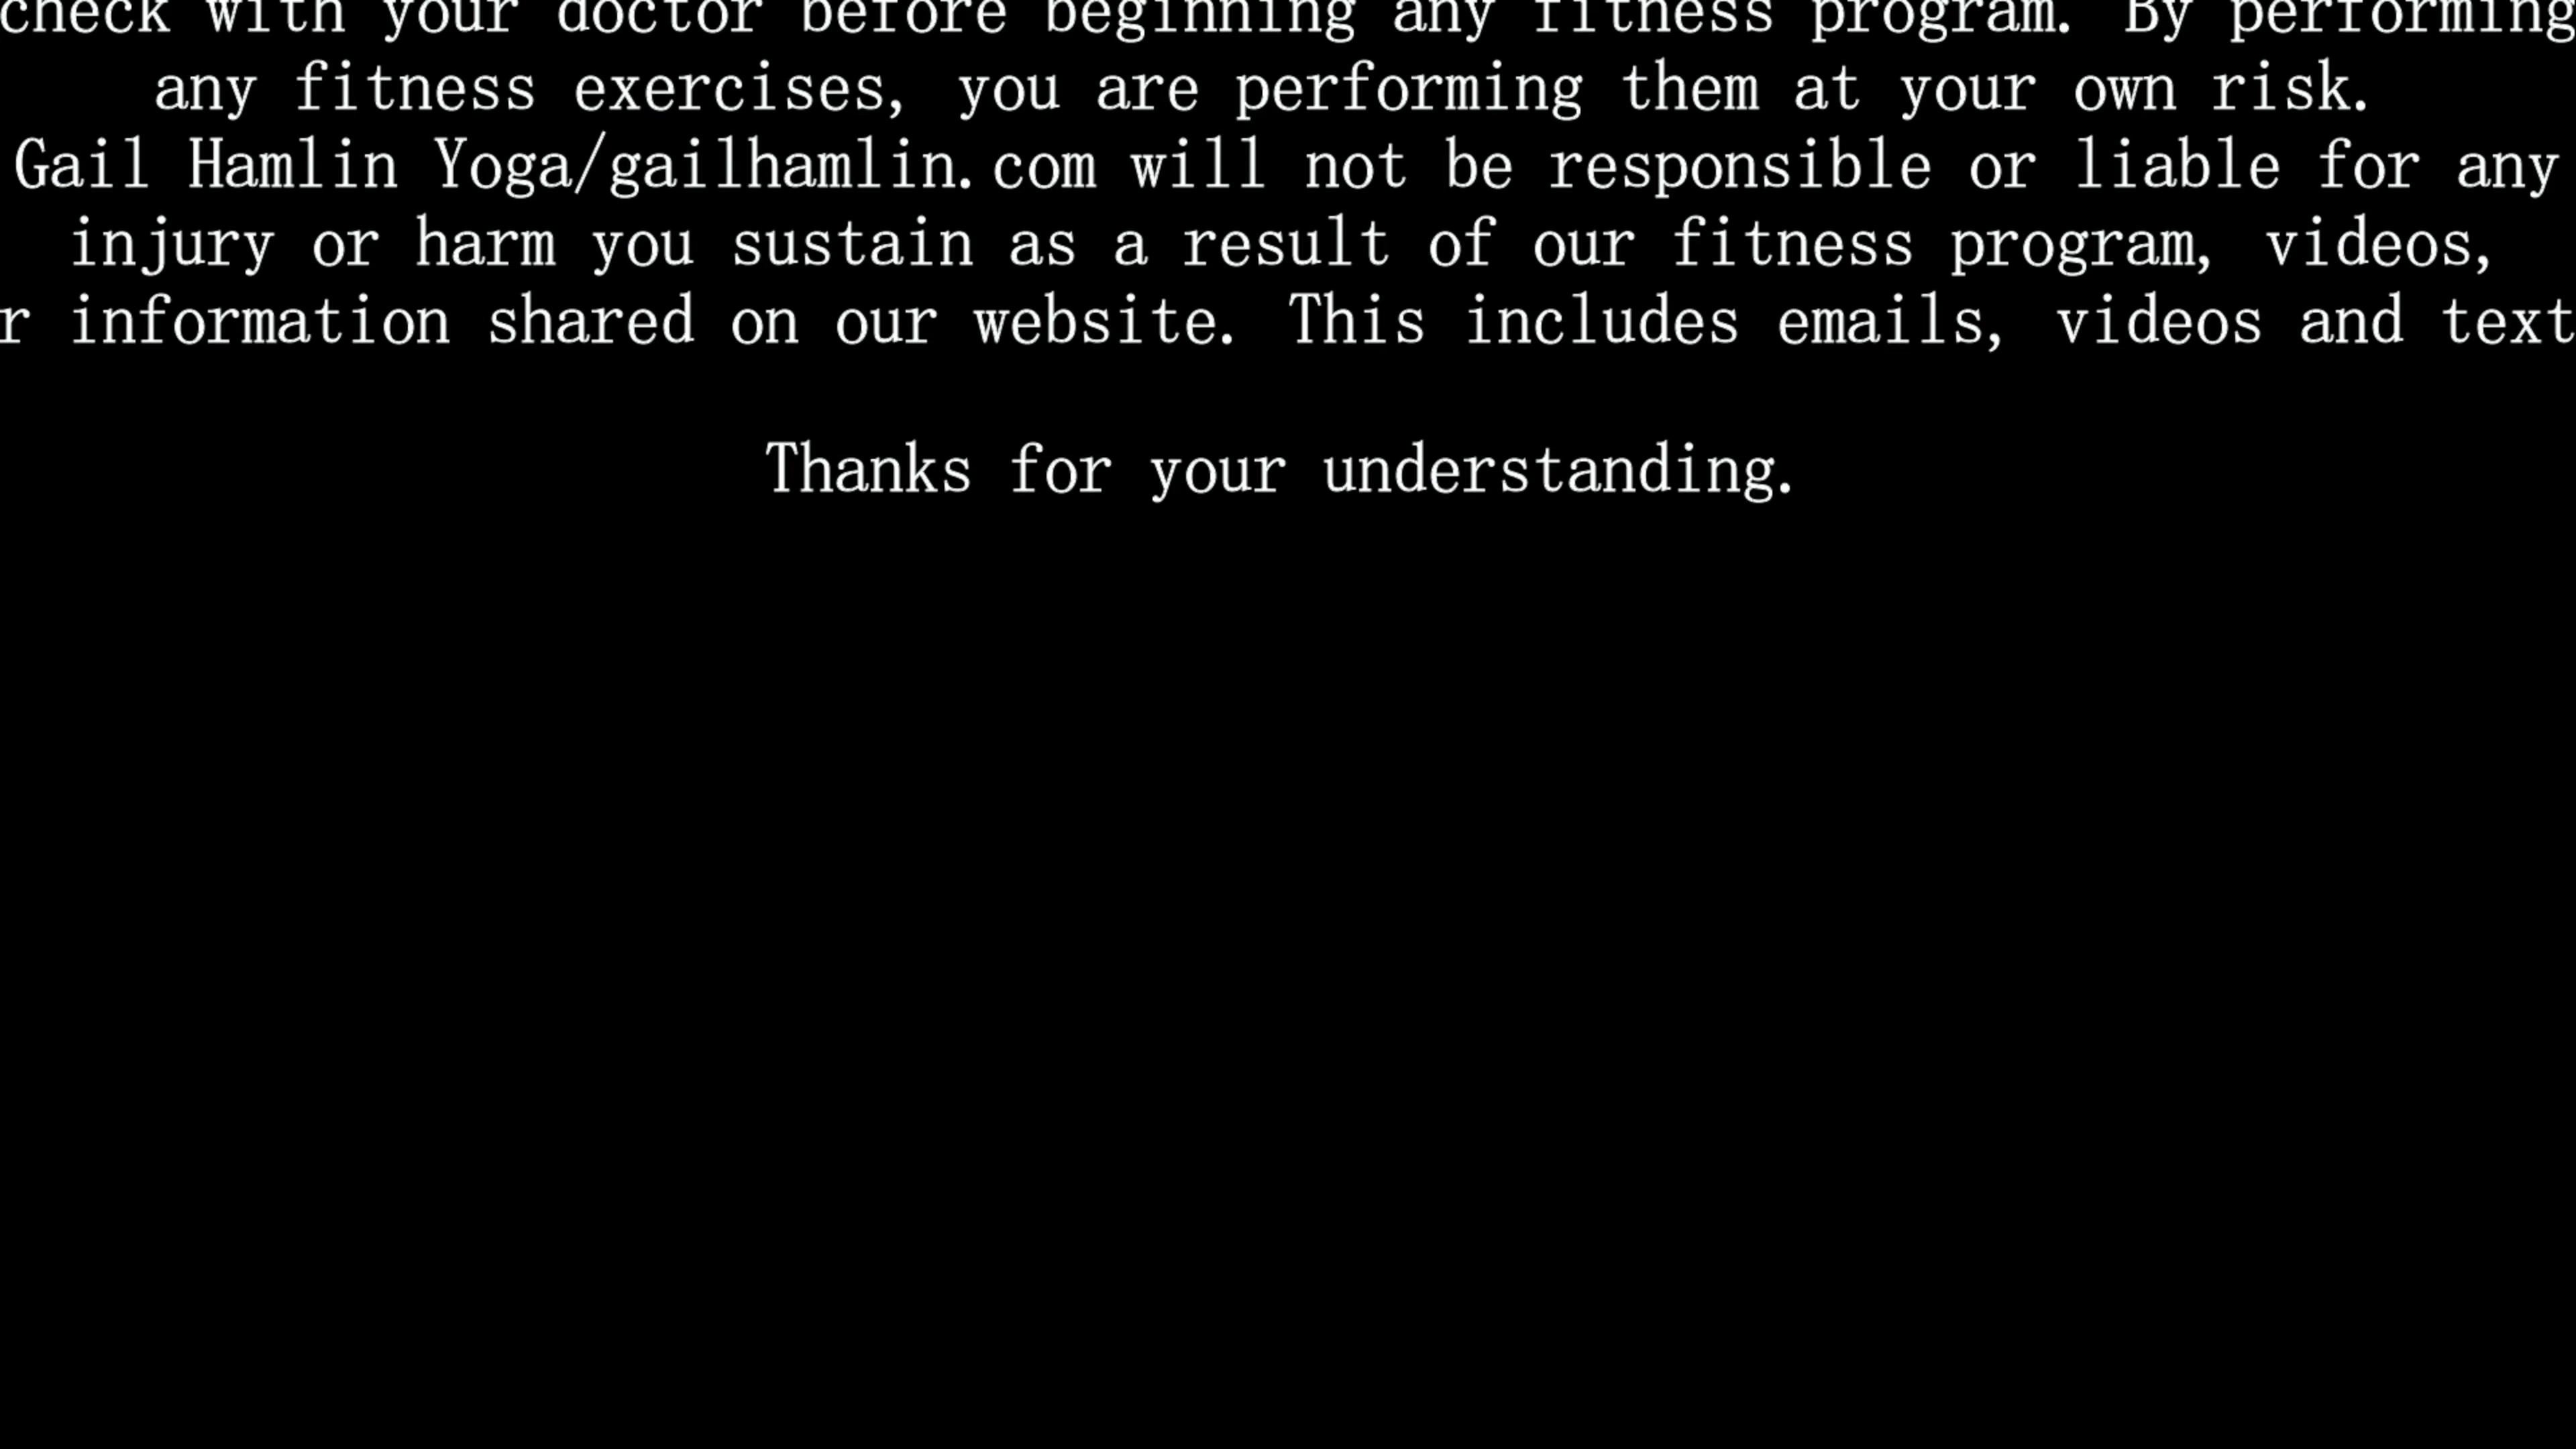 check with your doctor before beginning any fitness program. By performing
any fitness exercises, you are performing them at your own risk.
Gail Hamlin Yoga/gailhamlin.com will not be responsible or liable for any
injury or harm you sustain as a result of our fitness program, videos,
r information shared on our website. This includes emails, videos and text
Thanks for your understanding.